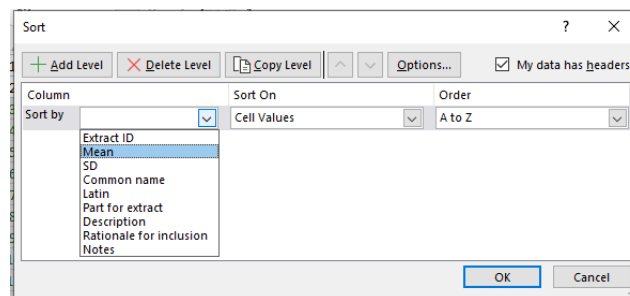 Sort ? ×
Add Level Delete Level Copy Level Options... My data has headers
Column Sort On Order
Sort by Cell Values A to Z
Extract ID
Mean
SD
Common name
Latin
Part for extract
Description
Rationale for inclusion
Notes
OK Cancel